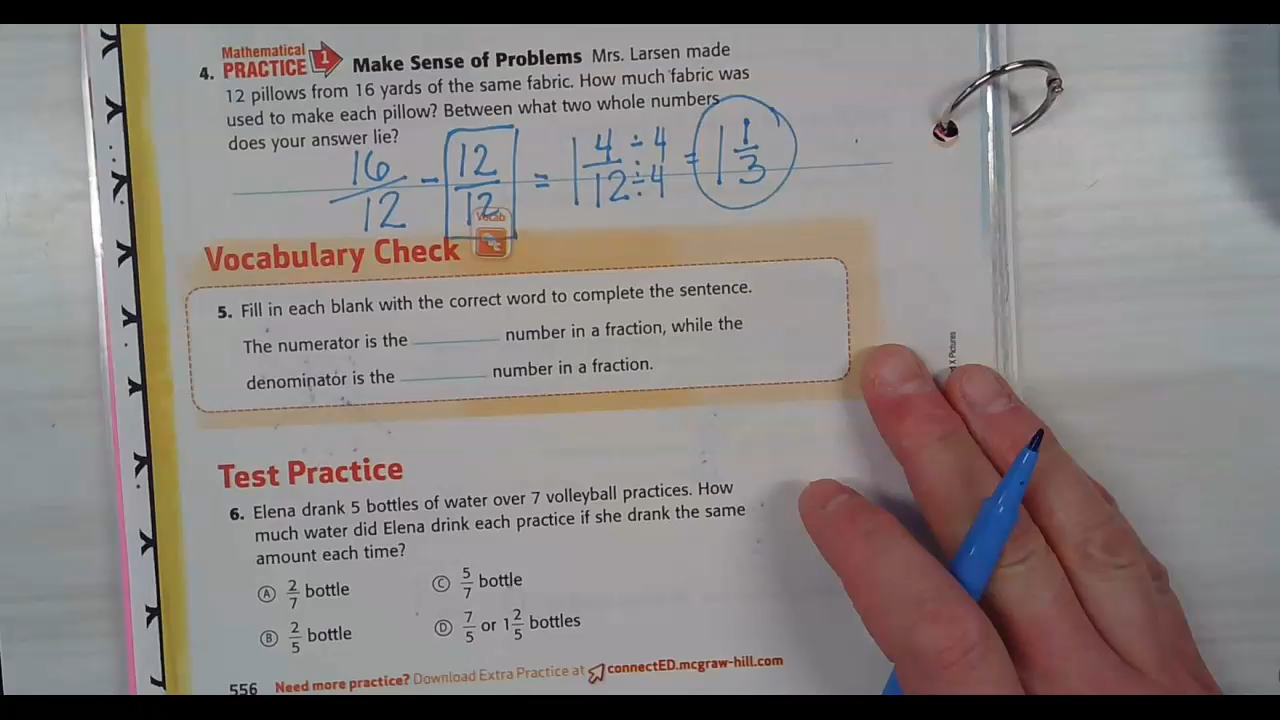 Mathematical
PRACTICE 1
4. Make Sense of Problems Mrs. Larsen made
12 pillows from 16 yards of the same fabric. How much fabric was
used to make each pillow? Between what two whole numbers
does your answer lie?
16/12 - 12/12 = 1 4/12 ÷4/÷4 = 1 1/3
Vocab
Vocabulary Check
5. Fill in each blank with the correct word to complete the sentence.
The numerator is the ________ number in a fraction, while the
denominator is the ________ number in a fraction.
Test Practice
6. Elena drank 5 bottles of water over 7 volleyball practices. How
much water did Elena drink each practice if she drank the same
amount each time?
Ⓐ 2/7 bottle Ⓒ 5/7 bottle
Ⓑ 2/5 bottle Ⓓ 7/5 or 1 2/5 bottles
556 Need more practice? Download Extra Practice at connectED.mcgraw-hill.com